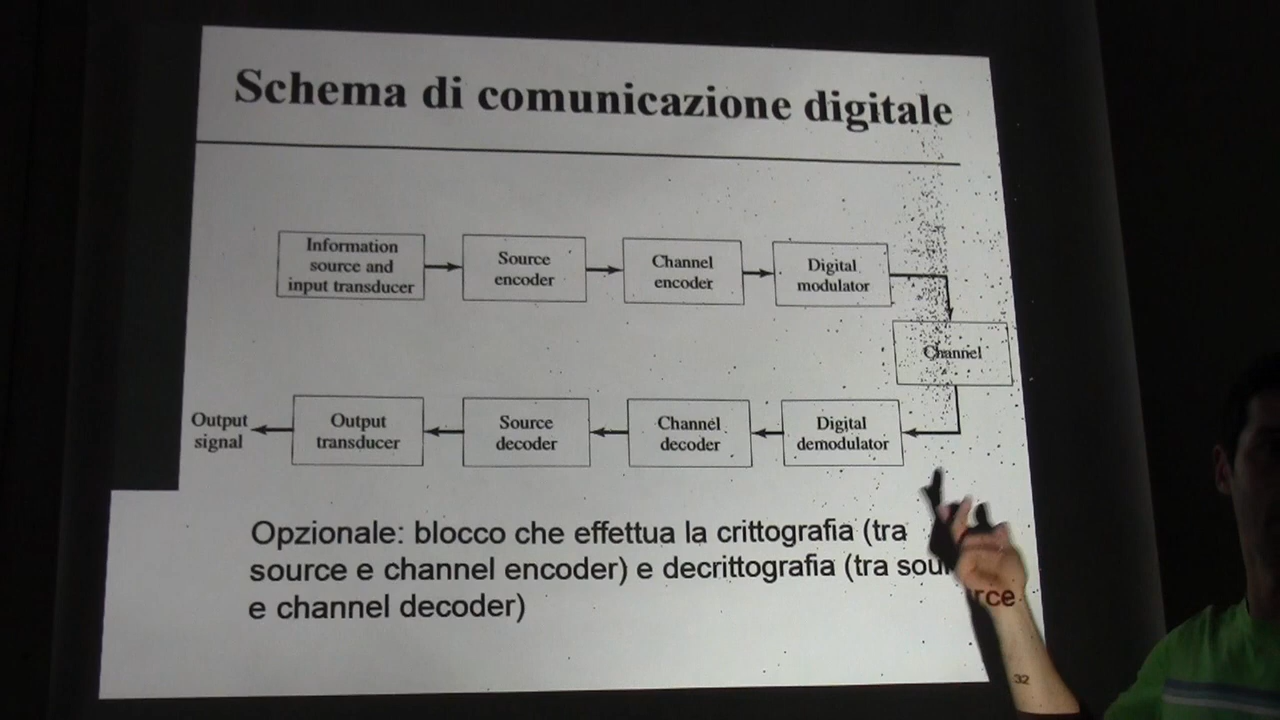 Schema di comunicazione digitale
Information
source and
input transducer
Source
encoder
Channel
encoder
Digital
modulator
Channel
Output
signal
Output
transducer
Source
decoder
Channel
decoder
Digital
demodulator
Opzionale: blocco che effettua la crittografia (tra
source e channel encoder) e decrittografia (tra source
e channel decoder)
32